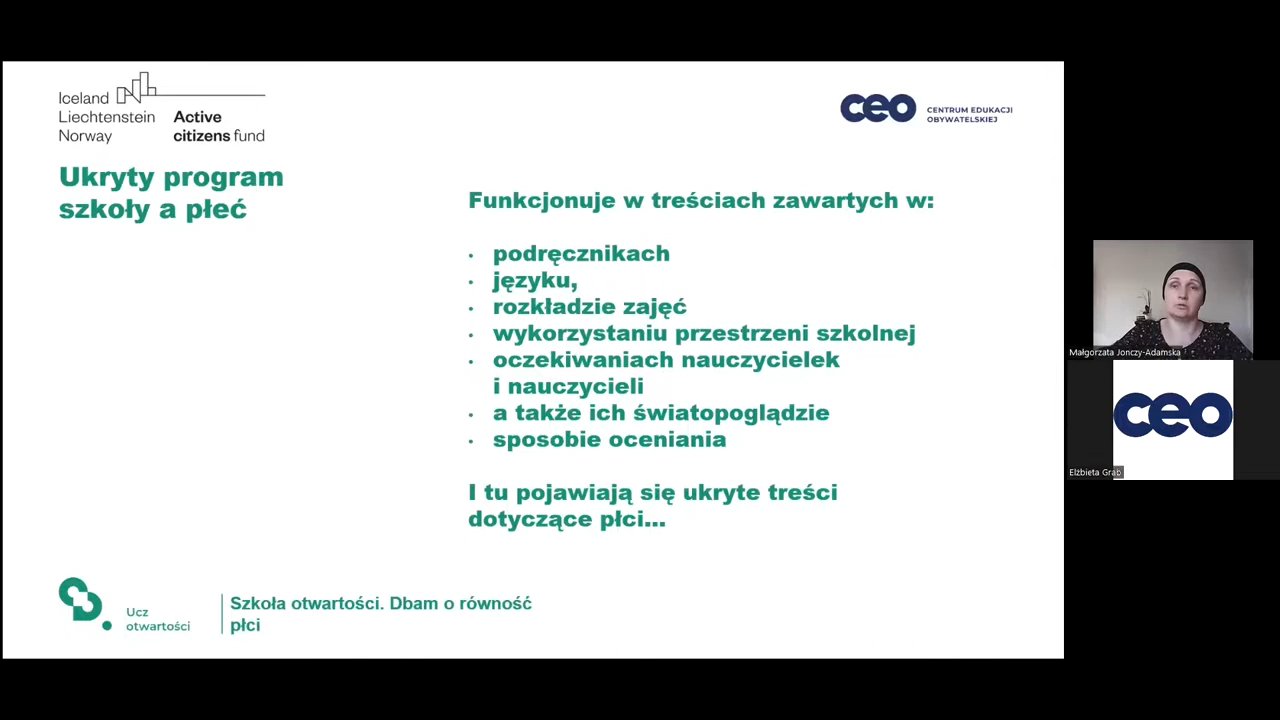 Iceland
Liechtenstein
Norway
Active
citizens fund
ceo
CENTRUM EDUKACJI
OBYWATELSKIEJ
Ukryty program
szkoły a płeć
Funkcjonuje w treściach zawartych w:
• podręcznikach
• języku,
• rozkładzie zajęć
• wykorzystaniu przestrzeni szkolnej
• oczekiwaniach nauczycielek
i nauczycieli
• a także ich światopoglądzie
• sposobie oceniania
I tu pojawiają się ukryte treści
dotyczące płci...
Ucz
otwartości
Szkoła otwartości. Dbam o równość
płci
Małgorzata Jonczy-Adamska
ceo
Elżbieta Grab